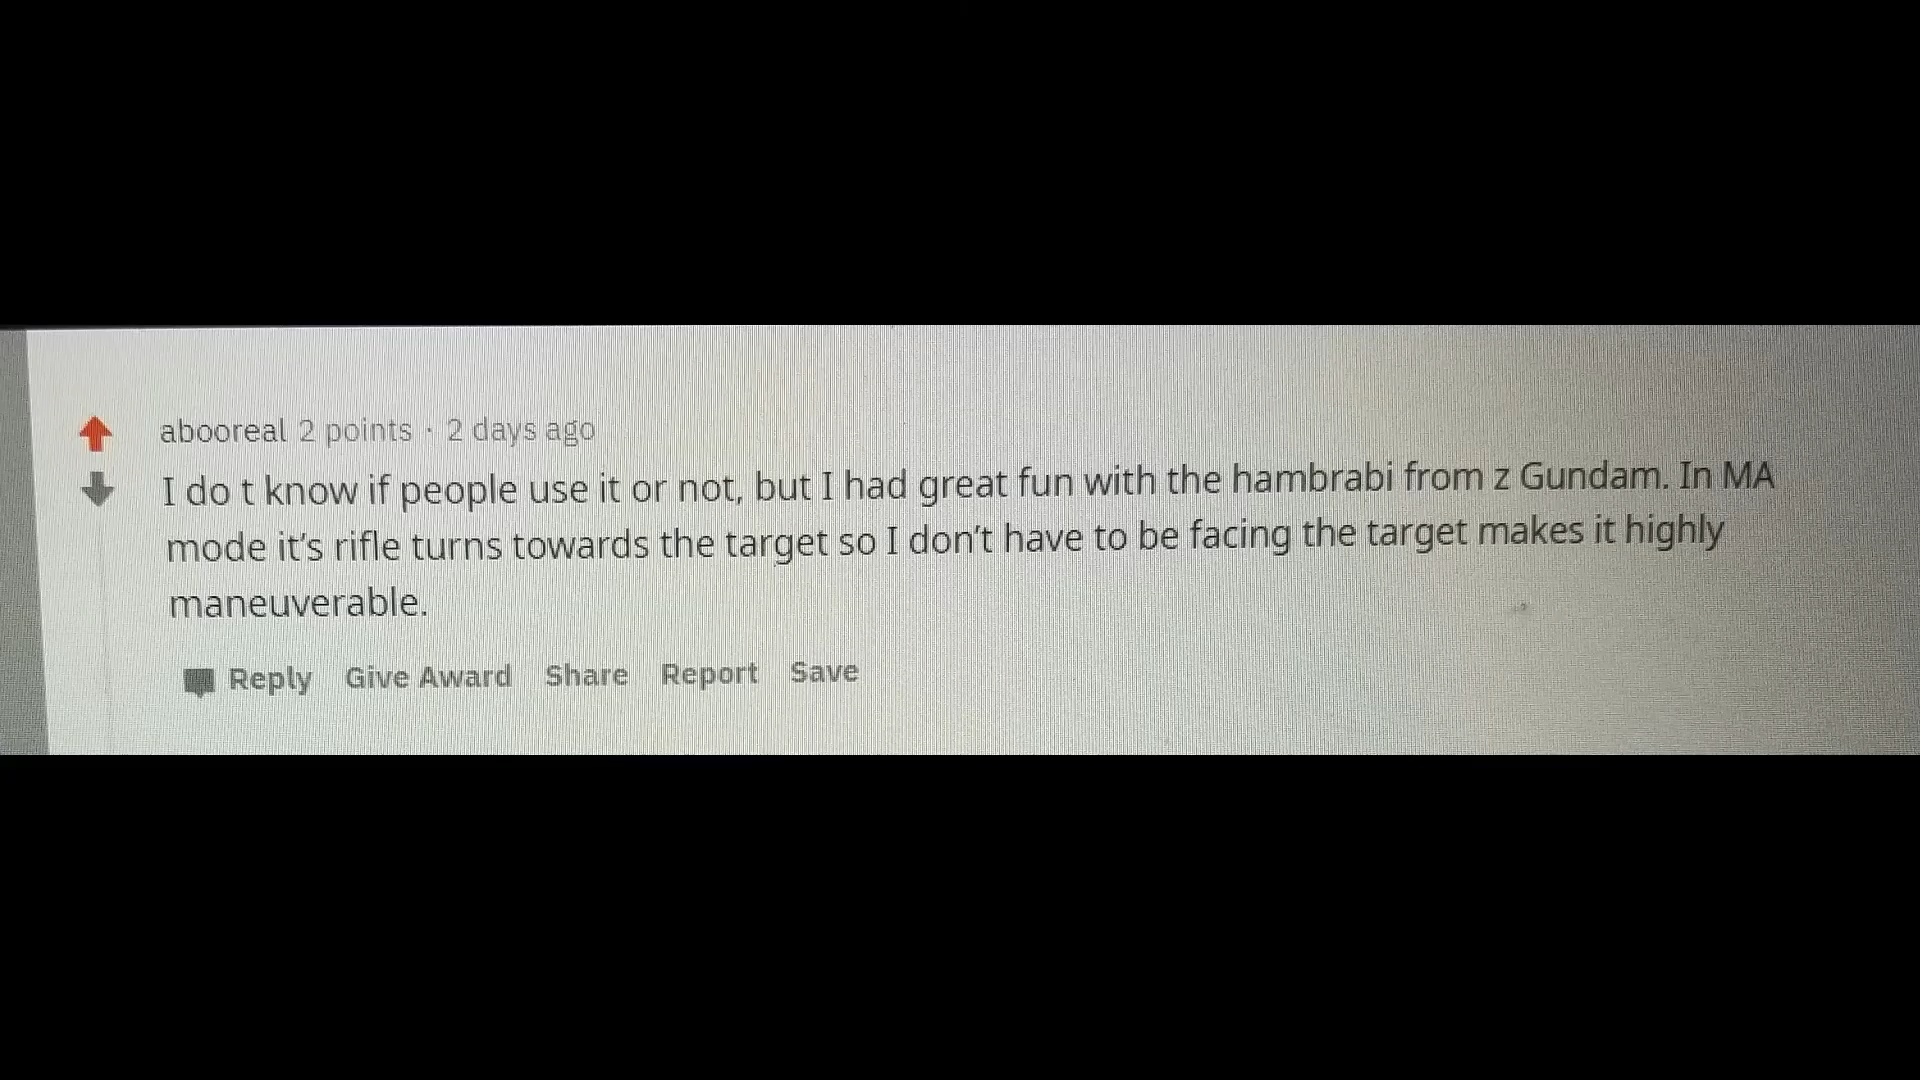 abooreal 2 points · 2 days ago
I do t know if people use it or not, but I had great fun with the hambrabi from z Gundam. In MA
mode it’s rifle turns towards the target so I don’t have to be facing the target makes it highly
maneuverable.
Reply Give Award Share Report Save